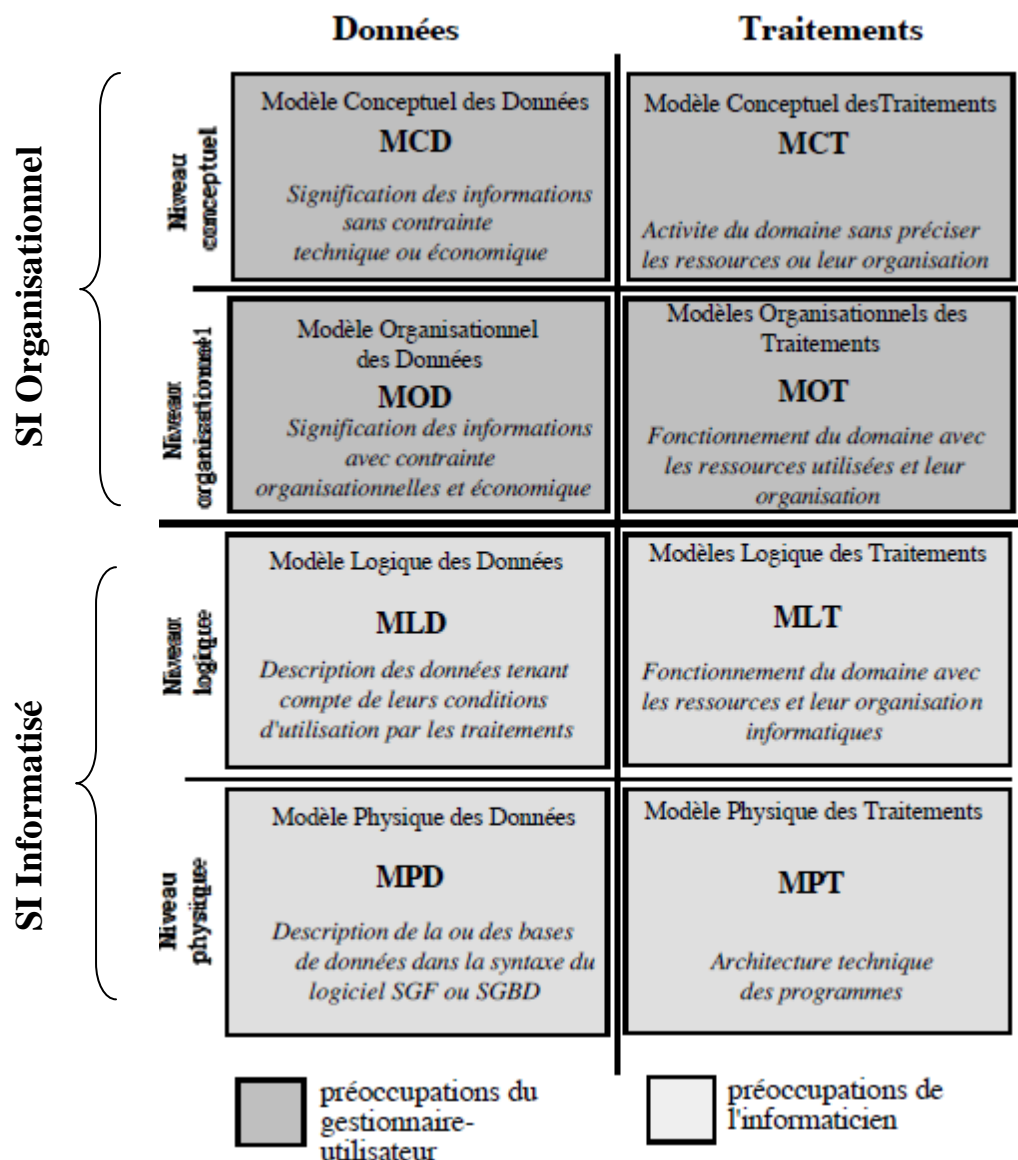 Données
Traitements
SI Organisationnel
Niveau
conceptuel
Modèle Conceptuel des Données
MCD
Signification des informations
sans contrainte
technique ou économique
Modèle Conceptuel desTraitements
MCT
Activite du domaine sans préciser
les ressources ou leur organisation
Niveau
organisationnel
Modèle Organisationnel
des Données
MOD
Signification des informations
avec contrainte
organisationnelles et économique
Modèles Organisationnels des
Traitements
MOT
Fonctionnement du domaine avec
les ressources utilisées et leur
organisation
SI Informatisé
Niveau
logique
Modèle Logique des Données
MLD
Description des données tenant
compte de leurs conditions
d'utilisation par les traitements
Modèles Logique des Traitements
MLT
Fonctionnement du domaine avec
les ressources et leur organisation
informatiques
Niveau
physique
Modèle Physique des Données
MPD
Description de la ou des bases
de données dans la syntaxe du
logiciel SGF ou SGBD
Modèle Physique des Traitements
MPT
Architecture technique
des programmes
préoccupations du
gestionnaire-
utilisateur
préoccupations de
l'informaticien